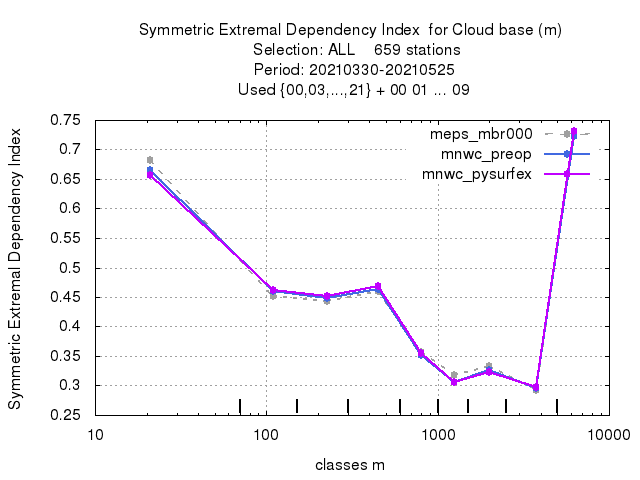 Symmetric Extremal Dependency Index  for Cloud base (m)
Selection: ALL    659 stations
Period: 20210330-20210525
Used {00,03,...,21} + 00 01 ... 09
Symmetric Extremal Dependency Index
0.75
0.7
0.65
0.6
0.55
0.5
0.45
0.4
0.35
0.3
0.25
meps_mbr000
mnwc_preop
mnwc_pysurfex
10
100
1000
10000
classes m